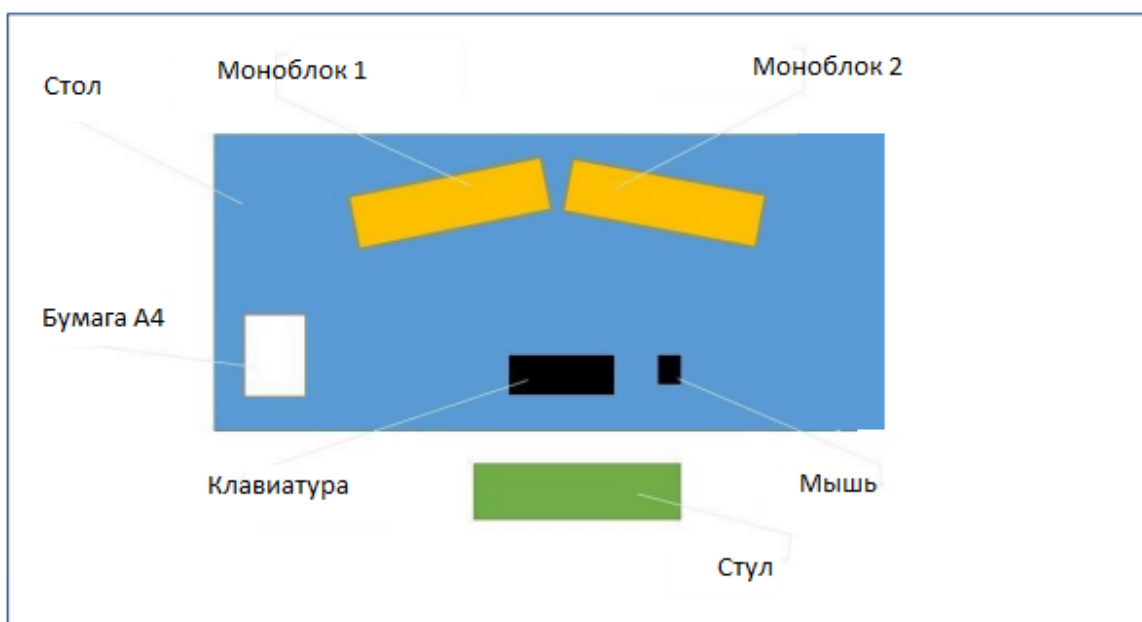 Моноблок 1
Моноблок 2
Стол
Бумага А4
Клавиатура
Мышь
Стул